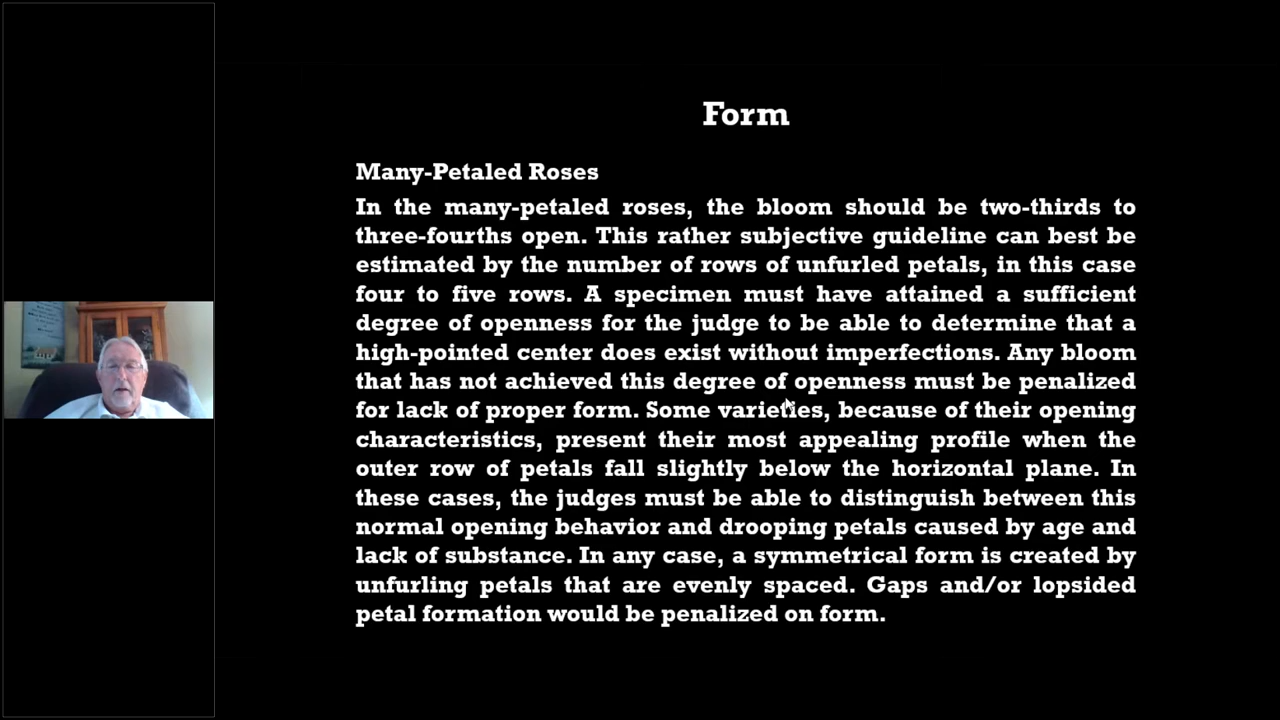 Form
Many-Petaled Roses
In the many-petaled roses, the bloom should be two-thirds to
three-fourths open. This rather subjective guideline can best be
estimated by the number of rows of unfurled petals, in this case
four to five rows. A specimen must have attained a sufficient
degree of openness for the judge to be able to determine that a
high-pointed center does exist without imperfections. Any bloom
that has not achieved this degree of openness must be penalized
for lack of proper form. Some varieties, because of their opening
characteristics, present their most appealing profile when the
outer row of petals fall slightly below the horizontal plane. In
these cases, the judges must be able to distinguish between this
normal opening behavior and drooping petals caused by age and
lack of substance. In any case, a symmetrical form is created by
unfurling petals that are evenly spaced. Gaps and/or lopsided
petal formation would be penalized on form.